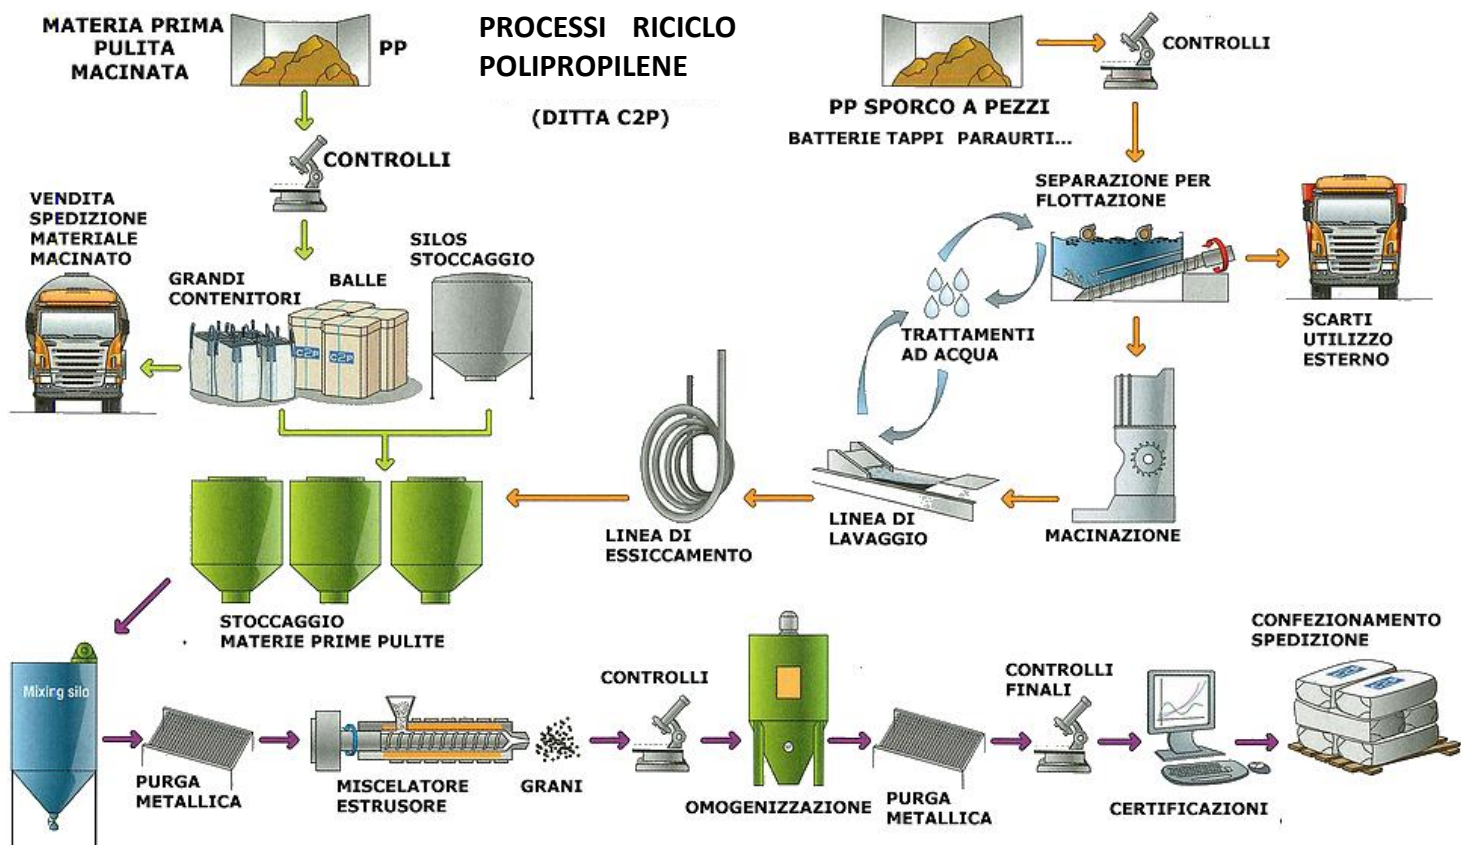 MATERIA PRIMA
PULITA
MACINATA
PP
PROCESSI RICICLO
POLIPROPILENE
(DITTA C2P)
CONTROLLI
PP SPORCO A PEZZI
BATTERIE TAPPI PARAURTI...
CONTROLLI
SEPARAZIONE PER
FLOTTAZIONE
VENDITA
SPEDIZIONE
MATERIALE
MACINATO
GRANDI
CONTENITORI
BALLE
SILOS
STOCCAGGIO
c2P
c2P
TRATTAMENTI
AD ACQUA
SCARTI
UTILIZZO
ESTERNO
LINEA DI
ESSICCAMENTO
LINEA DI
LAVAGGIO
MACINAZIONE
STOCCAGGIO
MATERIE PRIME PULITE
Mixing silo
PURGA
METALLICA
MISCELATORE
ESTRUSORE
GRANI
CONTROLLI
OMOGENIZZAZIONE
PURGA
METALLICA
CONTROLLI
FINALI
CERTIFICAZIONI
CONFEZIONAMENTO
SPEDIZIONE